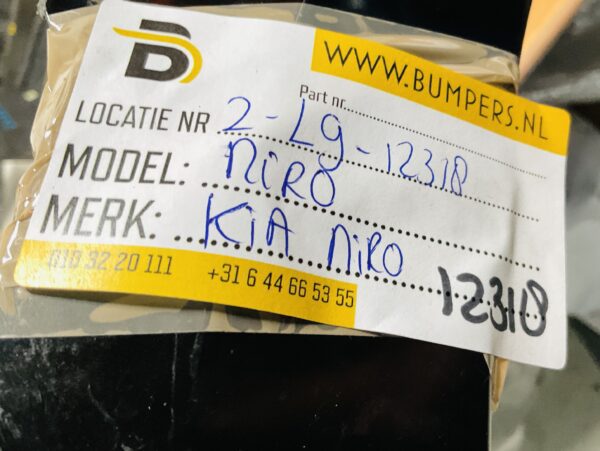 B
WWW.BUMPERS.NL
Part nr.
LOCATIE NR 2-L9-12318
MODEL: NiRO
MERK: KiA NiRO
010 32 20 111 +31 6 44 66 53 55
12318